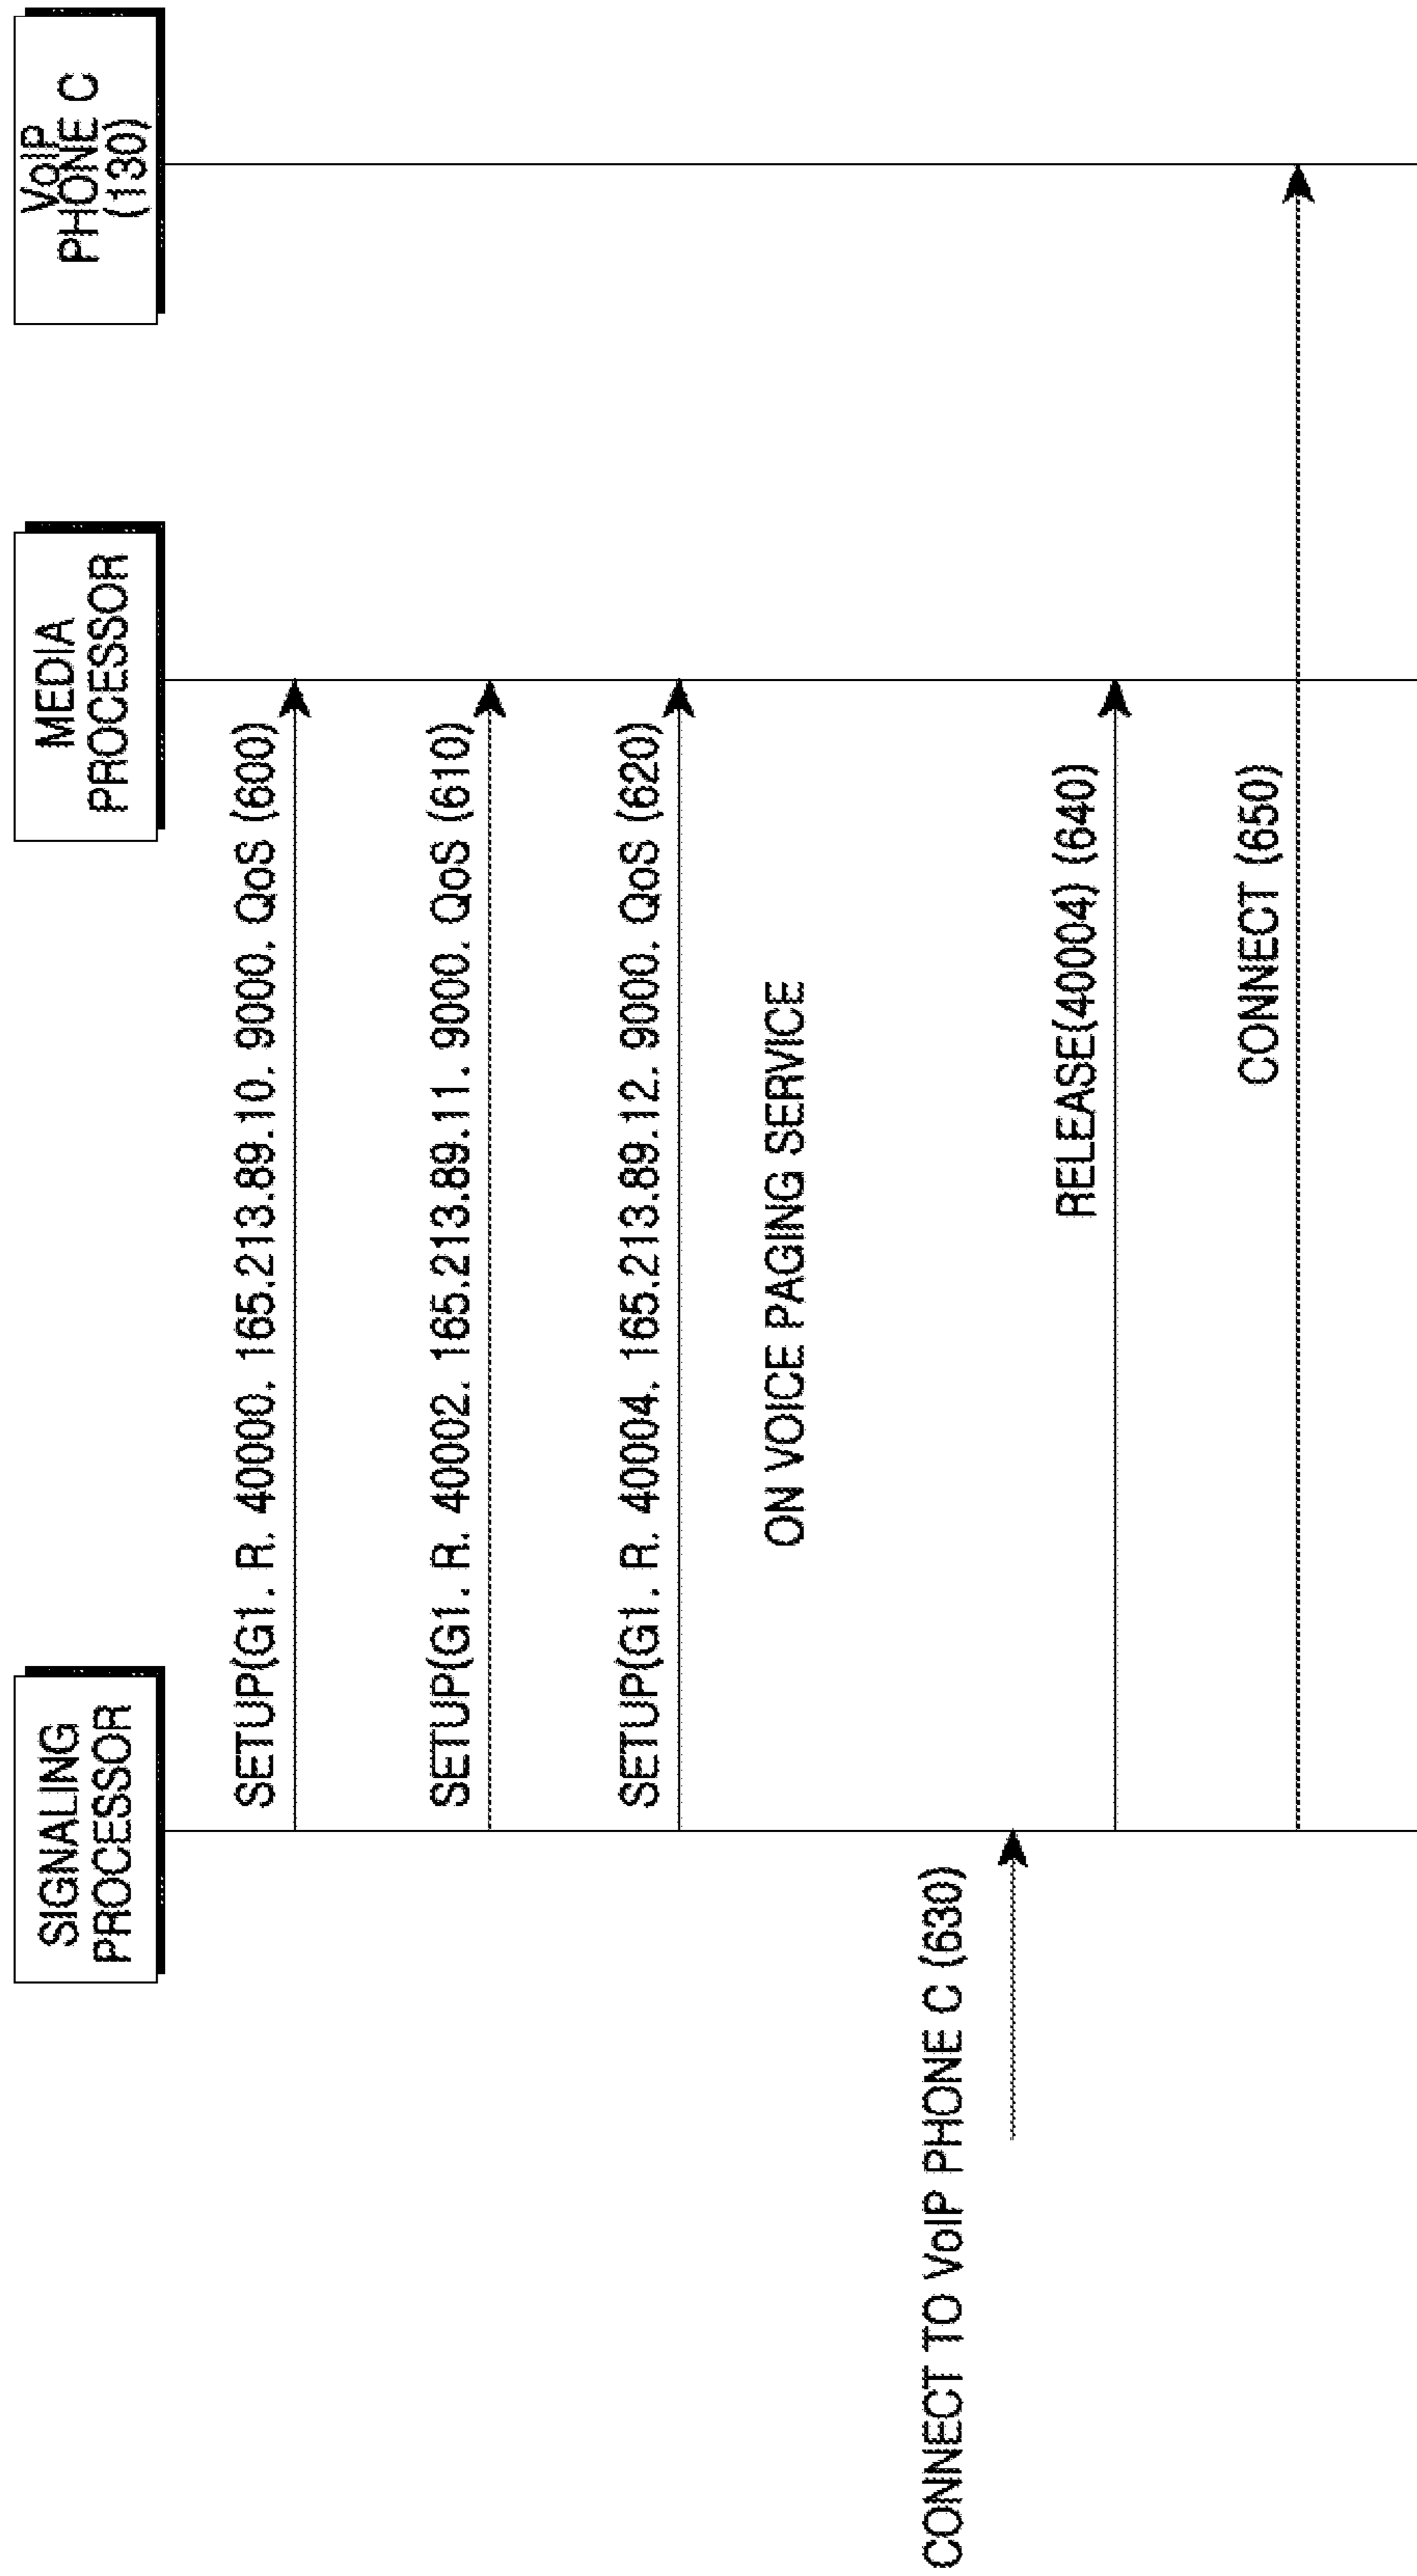 SIGNALING
PROCESSOR
MEDIA
PROCESSOR
VoIP
PHONE C
(130)
SETUP(G1. R. 40000. 165.213.89.10. 9000. QoS (600)
SETUP(G1. R. 40002. 165.213.89.11. 9000. QoS (610)
SETUP(G1. R. 40004. 165.213.89.12. 9000. QoS (620)
ON VOICE PAGING SERVICE
CONNECT TO VoIP PHONE C (630)
RELEASE(40004) (640)
CONNECT (650)